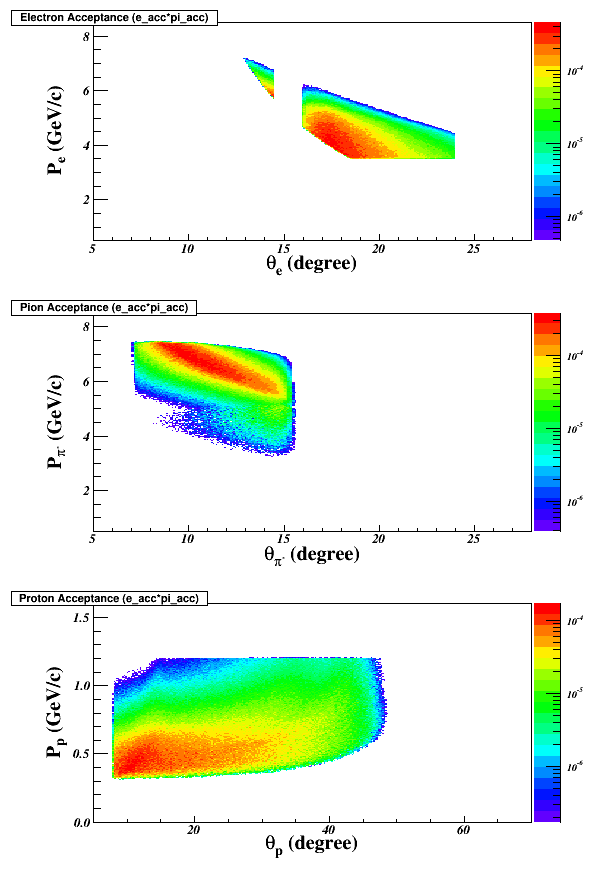 Electron Acceptance (e_acc*pi_acc)
P_e (GeV/c)
8
6
4
2
5 10 15 20 25
θ_e (degree)
10^-4
10^-5
10^-6
Pion Acceptance (e_acc*pi_acc)
P_π^- (GeV/c)
8
6
4
2
5 10 15 20 25
θ_π^- (degree)
10^-4
10^-5
10^-6
Proton Acceptance (e_acc*pi_acc)
P_p (GeV/c)
1.5
1.0
0.5
0.0
20 40 60
θ_p (degree)
10^-4
10^-5
10^-6